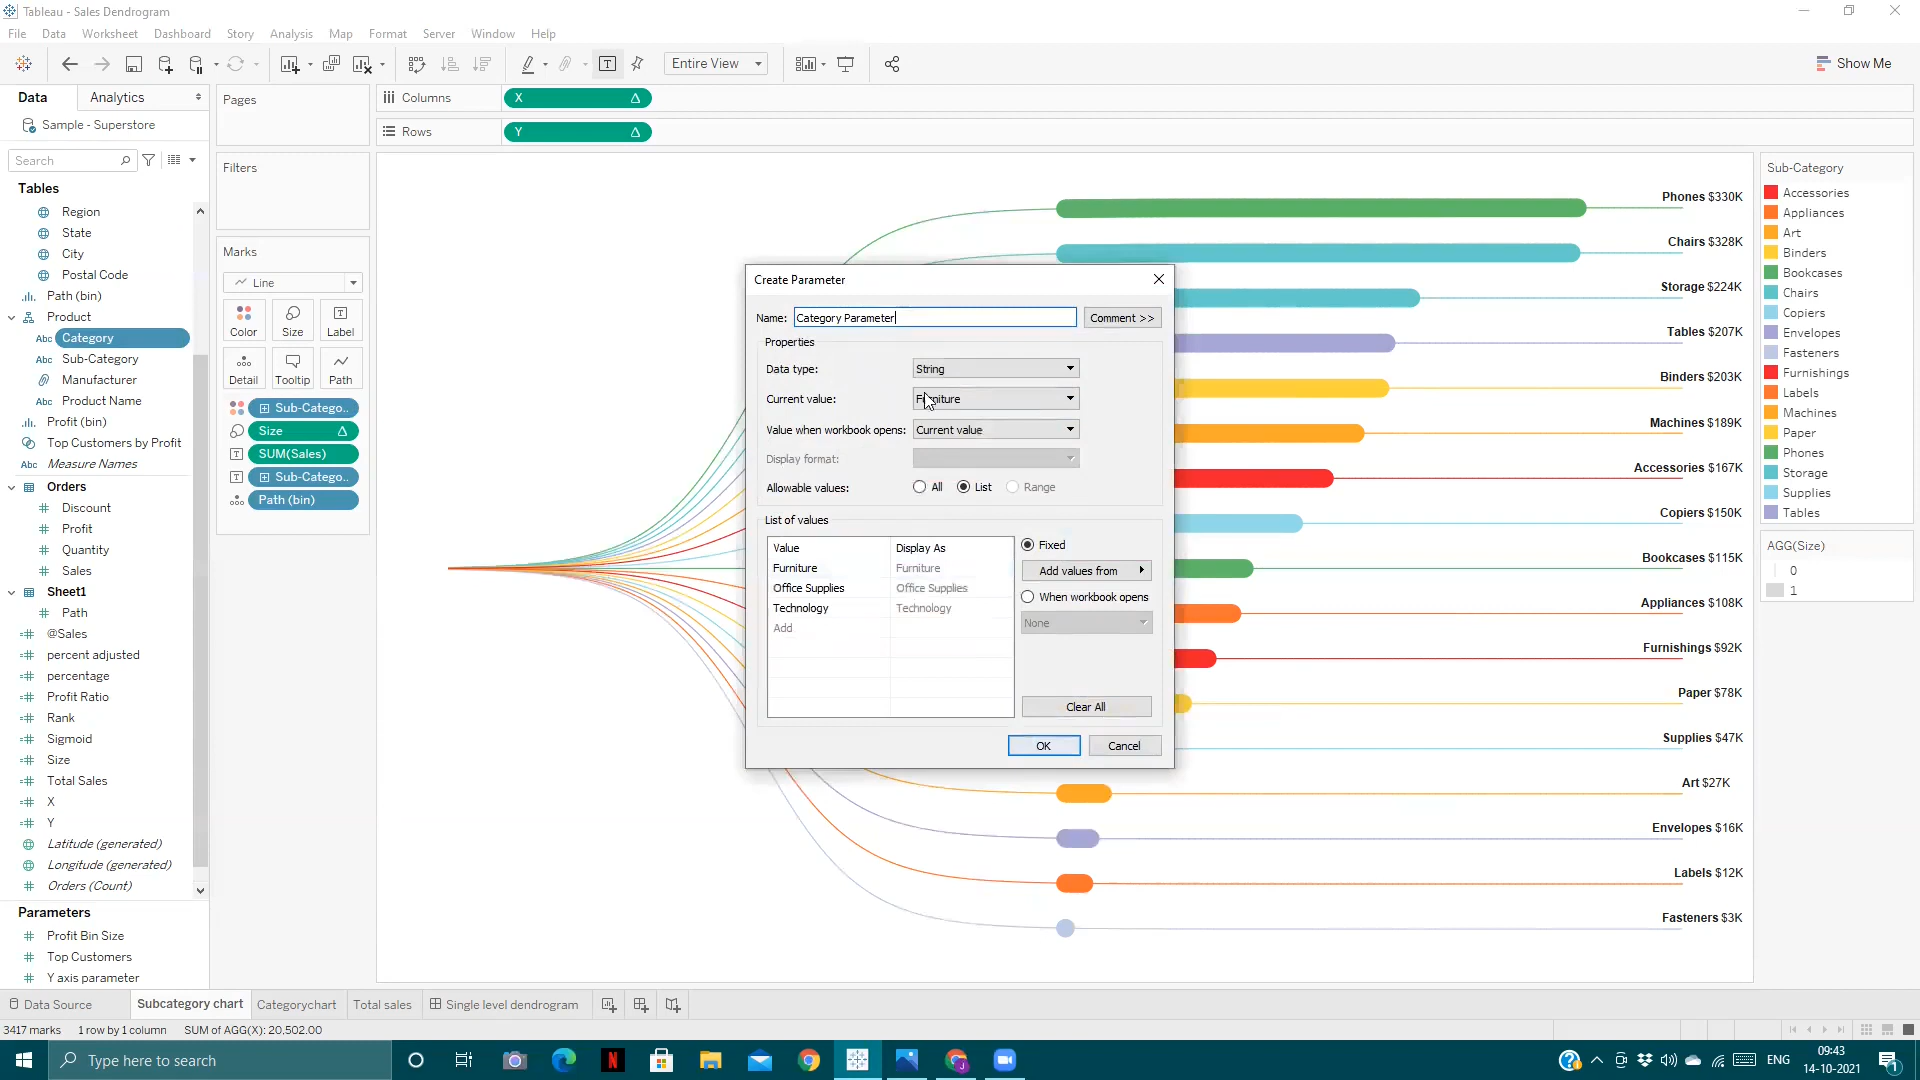 Tableau - Sales Dendrogram
File Data Worksheet Dashboard Story Analysis Map Format Server Window Help
Entire View
Show Me
Data Analytics
Sample - Superstore
Search
Tables
Region
State
City
Postal Code
Path (bin)
Product
Abc Category
Abc Sub-Category
Manufacturer
Abc Product Name
Profit (bin)
Top Customers by Profit
Abc Measure Names
Orders
Discount
Profit
Quantity
Sales
Sheet1
Path
@Sales
percent adjusted
percentage
Profit Ratio
Rank
Sigmoid
Size
Total Sales
X
Y
Latitude (generated)
Longitude (generated)
Orders (Count)
Parameters
Profit Bin Size
Top Customers
Y axis parameter
Pages
Filters
Marks
Line
Color Size Label
Detail Tooltip Path
Sub-Catego..
Size
SUM(Sales)
Sub-Catego..
Path (bin)
Columns X
Rows Y
Phones $330K
Chairs $328K
Storage $224K
Tables $207K
Binders $203K
Machines $189K
Accessories $167K
Copiers $150K
Bookcases $115K
Appliances $108K
Furnishings $92K
Paper $78K
Supplies $47K
Art $27K
Envelopes $16K
Labels $12K
Fasteners $3K
Create Parameter
Name: Category Parameter Comment >>
Properties
Data type: String
Current value: Furniture
Value when workbook opens: Current value
Display format:
Allowable values: All List Range
List of values
Value Display As
Furniture Furniture
Office Supplies Office Supplies
Technology Technology
Add
Fixed
Add values from
When workbook opens
None
Clear All
OK Cancel
Sub-Category
Accessories
Appliances
Art
Binders
Bookcases
Chairs
Copiers
Envelopes
Fasteners
Furnishings
Labels
Machines
Paper
Phones
Storage
Supplies
Tables
AGG(Size)
0
1
Data Source Subcategory chart Categorychart Total sales Single level dendrogram
3417 marks 1 row by 1 column SUM of AGG(X): 20,502.00
Type here to search
ENG
09:43
14-10-2021
1